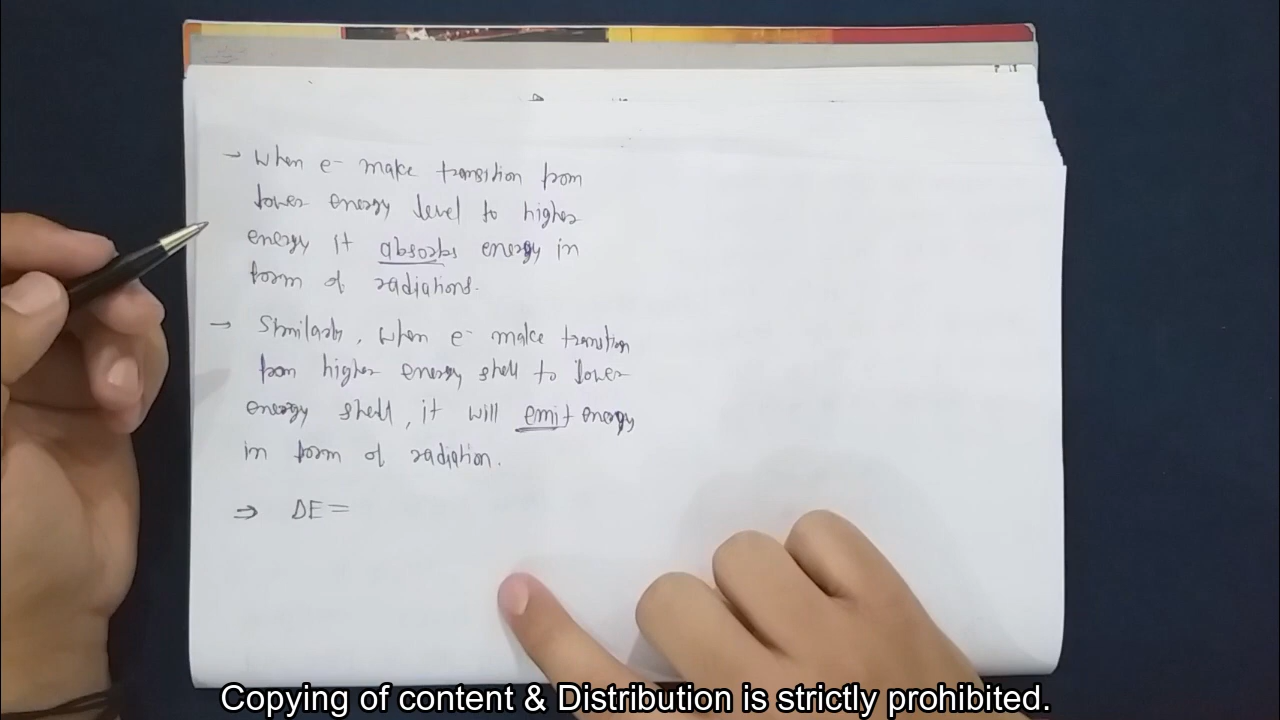 → When e- make transition from
lower energy level to higher
energy it absorbs energy in
form of radiations.
→ Similarly, when e- make transition
from higher energy shell to lower
energy shell, it will emit energy
in form of radiation.
⇒ ΔE =
Copying of content & Distribution is strictly prohibited.